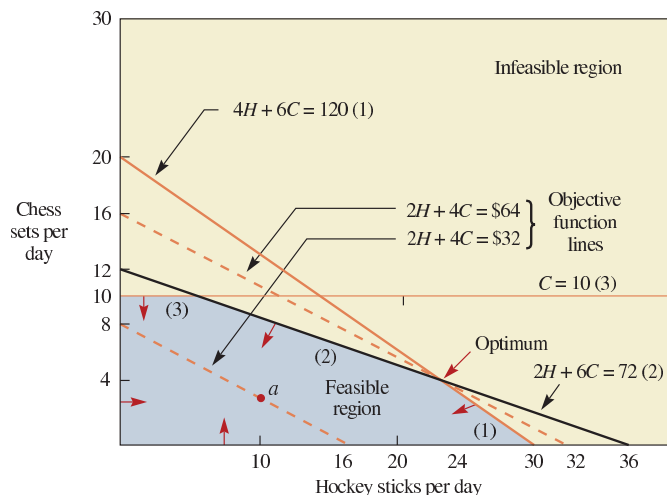 30
Infeasible region
4H + 6C = 120 (1)
20
Chess
sets per
day
16
2H + 4C = $64
2H + 4C = $32
Objective
function
lines
12
C = 10 (3)
10
(3)
8
(2)
Optimum
2H + 6C = 72 (2)
4
Feasible
region
a
(1)
10
16
20
24
30
32
36
Hockey sticks per day